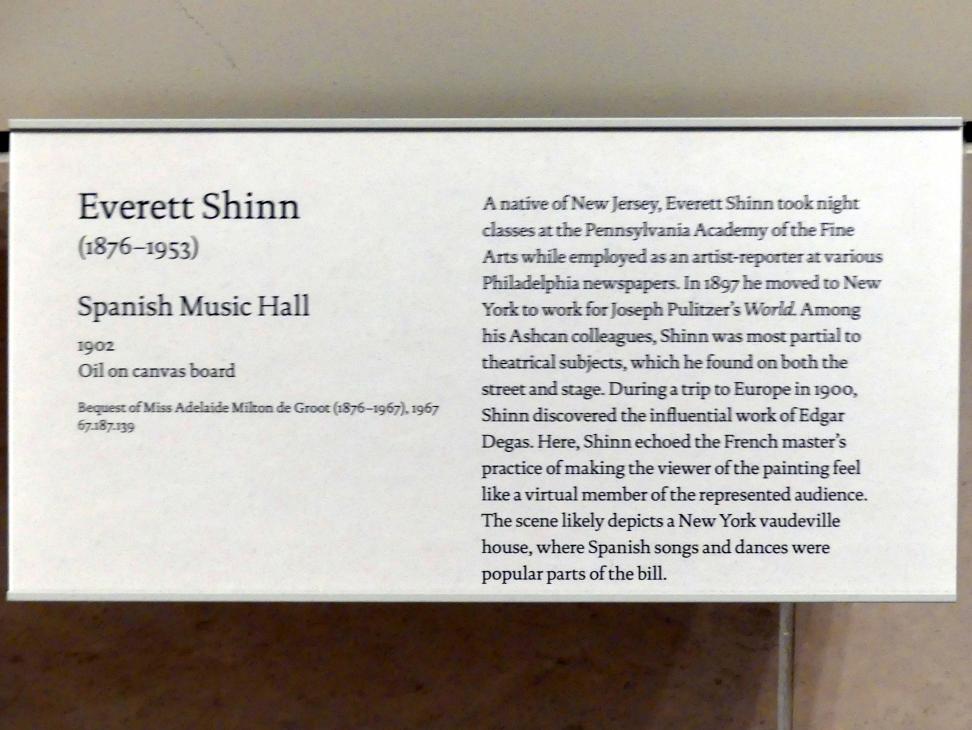 Everett Shinn
(1876–1953)
Spanish Music Hall
1902
Oil on canvas board
Bequest of Miss Adelaide Milton de Groot (1876–1967), 1967
67.187.139
A native of New Jersey, Everett Shinn took night
classes at the Pennsylvania Academy of the Fine
Arts while employed as an artist-reporter at various
Philadelphia newspapers. In 1897 he moved to New
York to work for Joseph Pulitzer's World. Among
his Ashcan colleagues, Shinn was most partial to
theatrical subjects, which he found on both the
street and stage. During a trip to Europe in 1900,
Shinn discovered the influential work of Edgar
Degas. Here, Shinn echoed the French master's
practice of making the viewer of the painting feel
like a virtual member of the represented audience.
The scene likely depicts a New York vaudeville
house, where Spanish songs and dances were
popular parts of the bill.